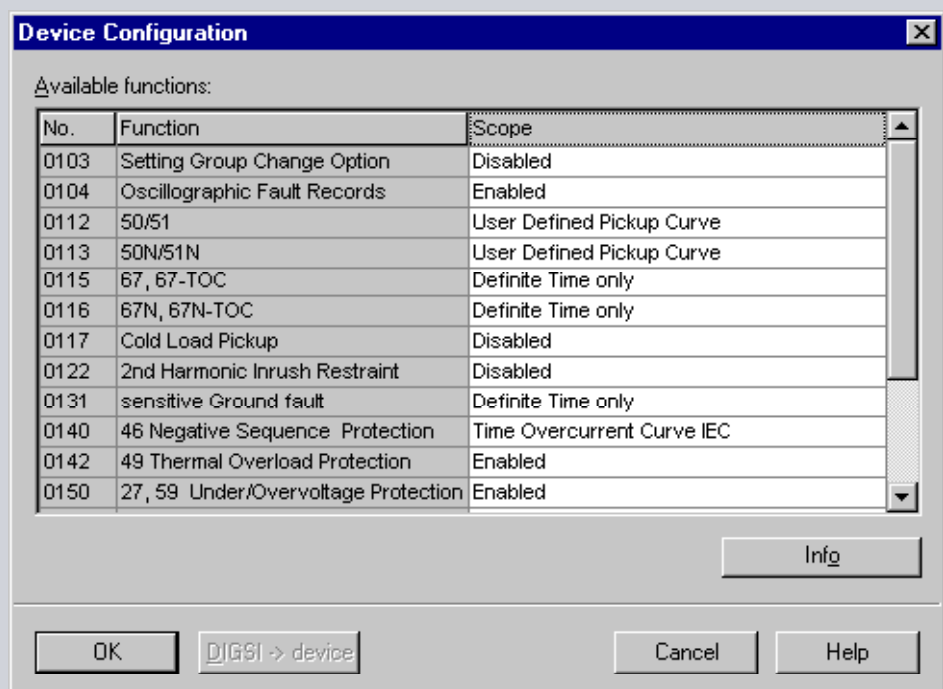 Device Configuration
Available functions:
No. Function Scope
0103 Setting Group Change Option Disabled
0104 Oscillographic Fault Records Enabled
0112 50/51 User Defined Pickup Curve
0113 50N/51N User Defined Pickup Curve
0115 67, 67-TOC Definite Time only
0116 67N, 67N-TOC Definite Time only
0117 Cold Load Pickup Disabled
0122 2nd Harmonic Inrush Restraint Disabled
0131 sensitive Ground fault Definite Time only
0140 46 Negative Sequence Protection Time Overcurrent Curve IEC
0142 49 Thermal Overload Protection Enabled
0150 27, 59 Under/Overvoltage Protection Enabled
Info
OK DIGSI -> device Cancel Help